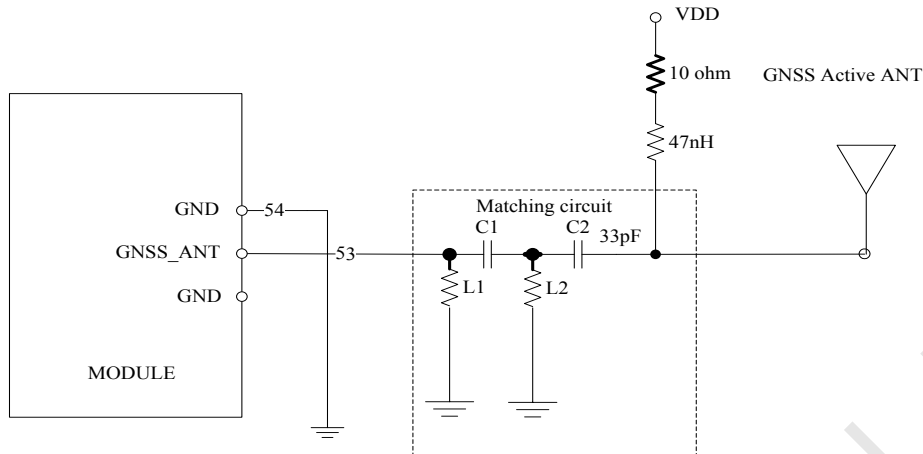 VDD
10 ohm
GNSS Active ANT
47nH
GND
54
Matching circuit
C1
C2
33pF
GNSS_ANT
53
L1
L2
GND
MODULE